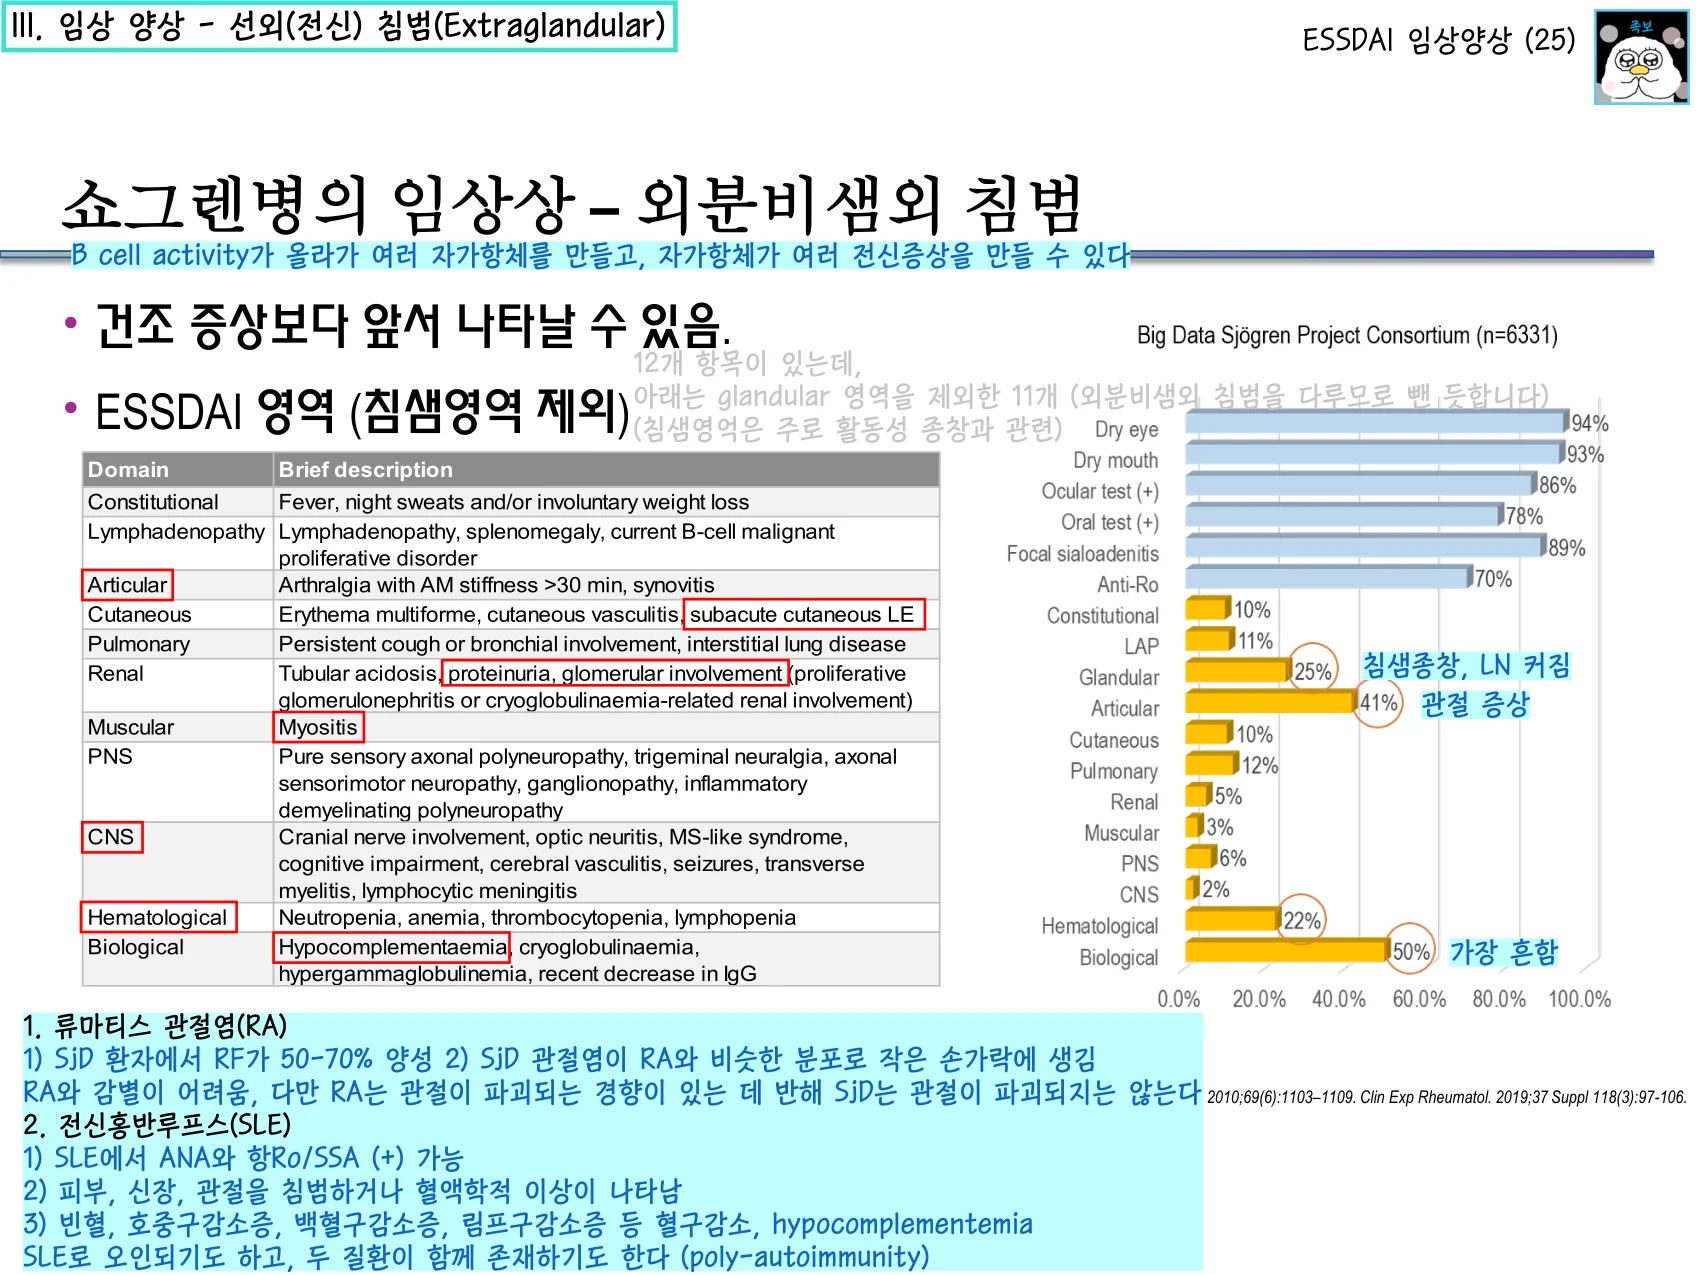 III. 임상 양상 - 선외(전신) 침범(Extraglandular)
ESSDAI 임상양상 (25)
족보
쇼그렌병의 임상상 – 외분비샘외 침범
B cell activity가 올라가 여러 자가항체를 만들고, 자가항체가 여러 전신증상을 만들 수 있다
• 건조 증상보다 앞서 나타날 수 있음.
12개 항목이 있는데,
아래는 glandular 영역을 제외한 11개 (외분비샘외 침범을 다루므로 뺀 듯합니다)
(침샘영역은 주로 활동성 종창과 관련)
• ESSDAI 영역 (침샘영역 제외)
Domain Brief description
Constitutional Fever, night sweats and/or involuntary weight loss
Lymphadenopathy Lymphadenopathy, splenomegaly, current B-cell malignant
proliferative disorder
Articular Arthralgia with AM stiffness >30 min, synovitis
Cutaneous Erythema multiforme, cutaneous vasculitis, subacute cutaneous LE
Pulmonary Persistent cough or bronchial involvement, interstitial lung disease
Renal Tubular acidosis, proteinuria, glomerular involvement (proliferative
glomerulonephritis or cryoglobulinaemia-related renal involvement)
Muscular Myositis
PNS Pure sensory axonal polyneuropathy, trigeminal neuralgia, axonal
sensorimotor neuropathy, ganglionopathy, inflammatory
demyelinating polyneuropathy
CNS Cranial nerve involvement, optic neuritis, MS-like syndrome,
cognitive impairment, cerebral vasculitis, seizures, transverse
myelitis, lymphocytic meningitis
Hematological Neutropenia, anemia, thrombocytopenia, lymphopenia
Biological Hypocomplementaemia, cryoglobulinaemia,
hypergammaglobulinemia, recent decrease in IgG
Big Data Sjögren Project Consortium (n=6331)
Dry eye 94%
Dry mouth 93%
Ocular test (+) 86%
Oral test (+) 78%
Focal sialoadenitis 89%
Anti-Ro 70%
Constitutional 10%
LAP 11%
Glandular 25% 침샘종창, LN 커짐
Articular 41% 관절 증상
Cutaneous 10%
Pulmonary 12%
Renal 5%
Muscular 3%
PNS 6%
CNS 2%
Hematological 22%
Biological 50% 가장 흔함
0.0% 20.0% 40.0% 60.0% 80.0% 100.0%
1. 류마티스 관절염(RA)
1) SjD 환자에서 RF가 50-70% 양성 2) SjD 관절염이 RA와 비슷한 분포로 작은 손가락에 생김
RA와 감별이 어려움, 다만 RA는 관절이 파괴되는 경향이 있는 데 반해 SjD는 관절이 파괴되지는 않는다
2010;69(6):1103–1109. Clin Exp Rheumatol. 2019;37 Suppl 118(3):97-106.
2. 전신홍반루프스(SLE)
1) SLE에서 ANA와 항Ro/SSA (+) 가능
2) 피부, 신장, 관절을 침범하거나 혈액학적 이상이 나타남
3) 빈혈, 호중구감소증, 백혈구감소증, 림프구감소증 등 혈구감소, hypocomplementemia
SLE로 오인되기도 하고, 두 질환이 함께 존재하기도 한다 (poly-autoimmunity)